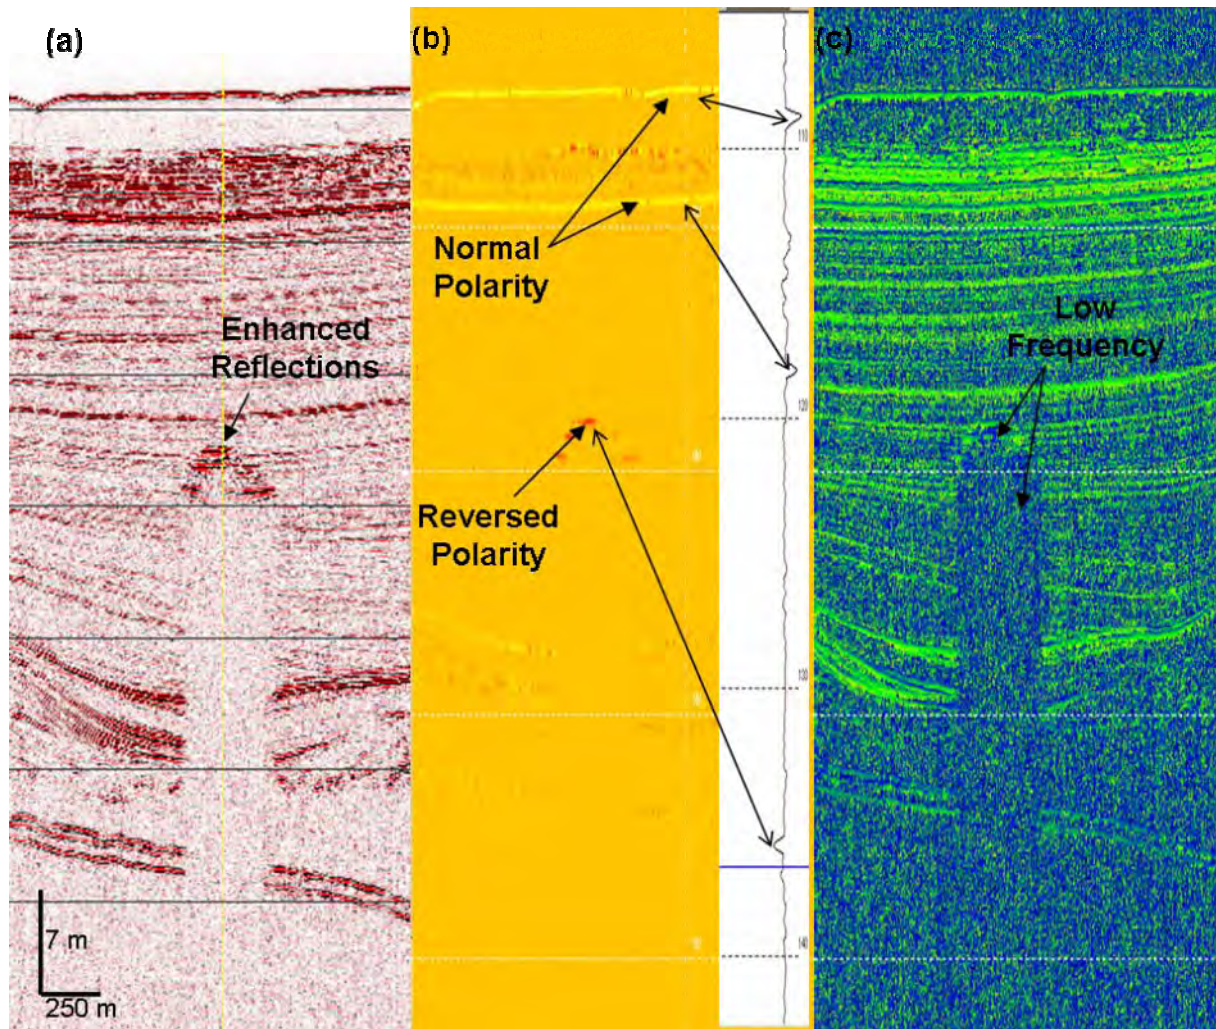 (a)
(b)
(c)
Normal
Polarity
Enhanced
Reflections
Low
Frequency
Reversed
Polarity
110
120
130
140
7 m
250 m